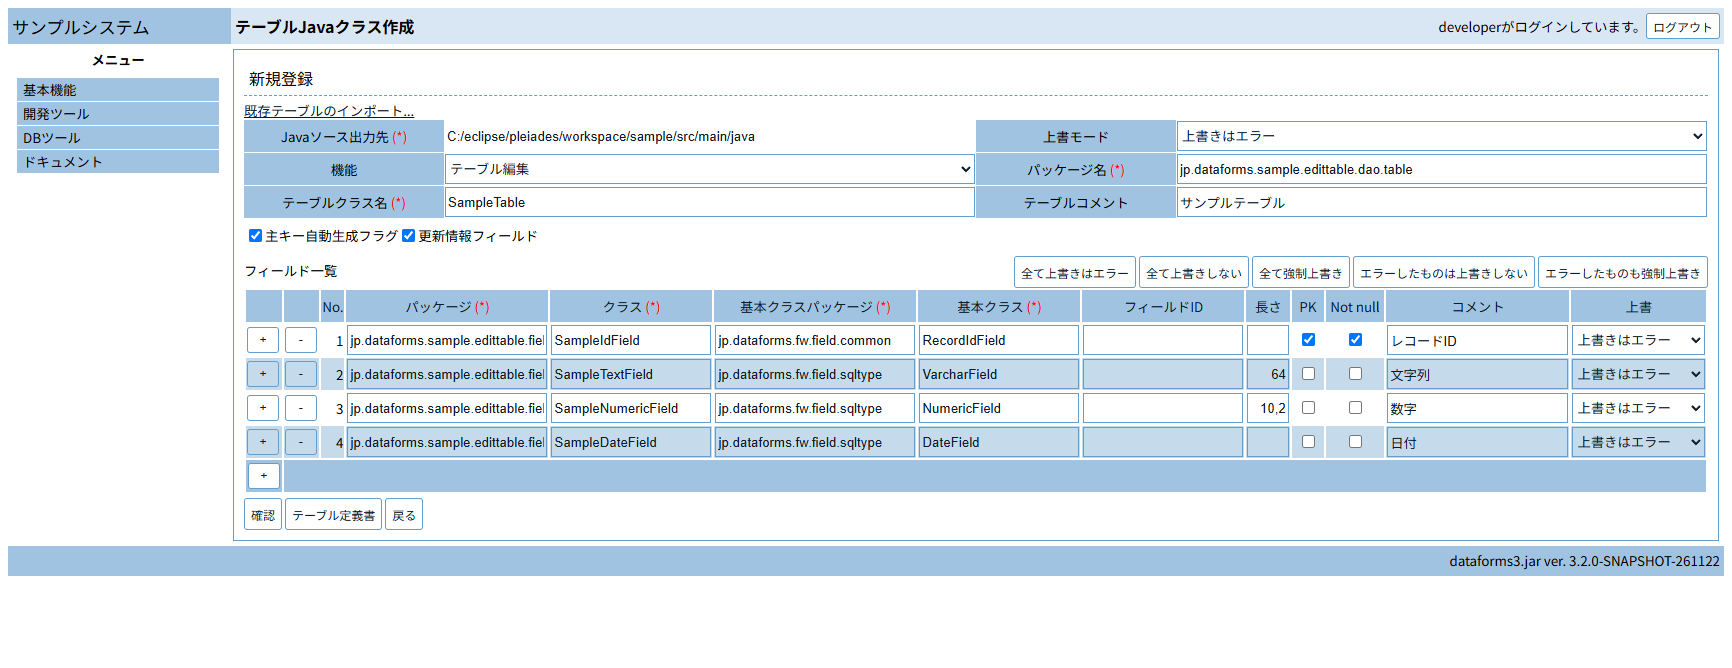 サンプルシステム
テーブルJavaクラス作成
developerがログインしています。 ログアウト
メニュー
基本機能
開発ツール
DBツール
ドキュメント
新規登録
既存テーブルのインポート...
Javaソース出力先 (*) C:/eclipse/pleiades/workspace/sample/src/main/java 上書モード 上書きはエラー
機能 テーブル編集 パッケージ名 (*) jp.dataforms.sample.edittable.dao.table
テーブルクラス名 (*) SampleTable テーブルコメント サンプルテーブル
主キー自動生成フラグ 更新情報フィールド
フィールド一覧 全て上書きはエラー 全て上書きしない 全て強制上書き エラーしたものは上書きしない エラーしたものも強制上書き
No. パッケージ (*) クラス (*) 基本クラスパッケージ (*) 基本クラス (*) フィールドID 長さ PK Not null コメント 上書
+ - 1 jp.dataforms.sample.edittable.fiel SampleIdField jp.dataforms.fw.field.common RecordIdField レコードID 上書きはエラー
+ - 2 jp.dataforms.sample.edittable.fiel SampleTextField jp.dataforms.fw.field.sqltype VarcharField 64 文字列 上書きはエラー
+ - 3 jp.dataforms.sample.edittable.fiel SampleNumericField jp.dataforms.fw.field.sqltype NumericField 10,2 数字 上書きはエラー
+ - 4 jp.dataforms.sample.edittable.fiel SampleDateField jp.dataforms.fw.field.sqltype DateField 日付 上書きはエラー
+
確認 テーブル定義書 戻る
dataforms3.jar ver. 3.2.0-SNAPSHOT-261122